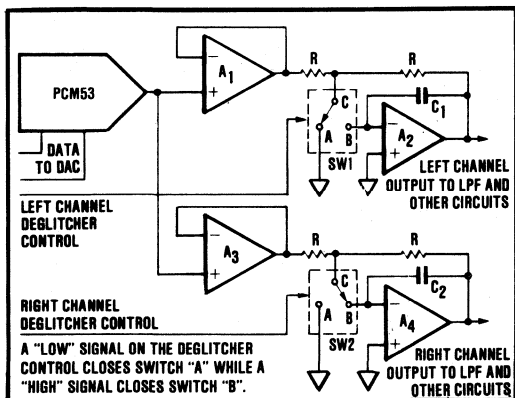 PCM53
DATA
TO DAC
−
+
A1
R
R
C
A
B
SW1
C1
−
+
A2
LEFT CHANNEL
DEGLITCHER
CONTROL
LEFT CHANNEL
OUTPUT TO LPF AND
OTHER CIRCUITS
−
+
A3
R
R
C
A
B
SW2
C2
−
+
A4
RIGHT CHANNEL
DEGLITCHER CONTROL
A "LOW" SIGNAL ON THE DEGLITCHER
CONTROL CLOSES SWITCH "A" WHILE A
"HIGH" SIGNAL CLOSES SWITCH "B".
RIGHT CHANNEL
OUTPUT TO LPF AND
OTHER CIRCUITS